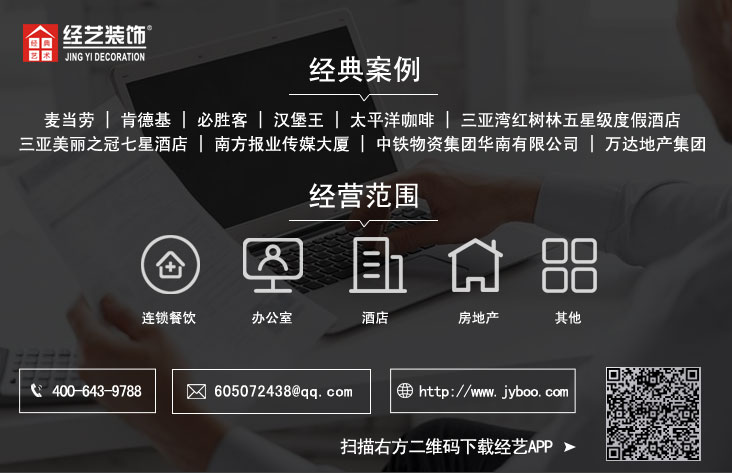 经典
艺术
经艺装饰®
JING YI DECORATION
经典案例
麦当劳 | 肯德基 | 必胜客 | 汉堡王 | 太平洋咖啡 | 三亚湾红树林五星级度假酒店
三亚美丽之冠七星酒店 | 南方报业传媒大厦 | 中铁物资集团华南有限公司 | 万达地产集团
经营范围
连锁餐饮 办公室 酒店 房地产 其他
400-643-9788 605072438@qq.com http://www.jyboo.com
扫描右方二维码下载经艺APP